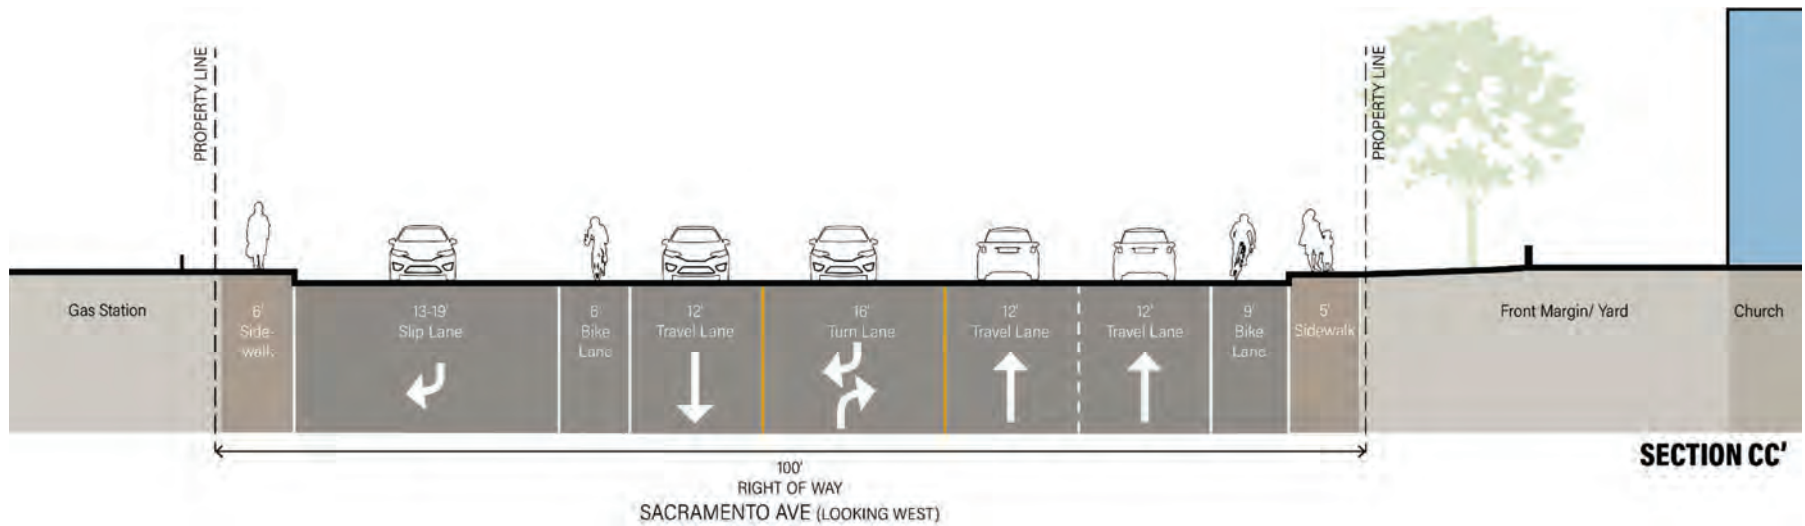 PROPERTY LINE
PROPERTY LINE
Gas Station
6'
Side-
walk
13-19'
Slip Lane
6'
Bike
Lane
12'
Travel Lane
16'
Turn Lane
12'
Travel Lane
12'
Travel Lane
9'
Bike
Lane
5'
Sidewalk
Front Margin/ Yard
Church
100'
RIGHT OF WAY
SACRAMENTO AVE (LOOKING WEST)
SECTION CC'